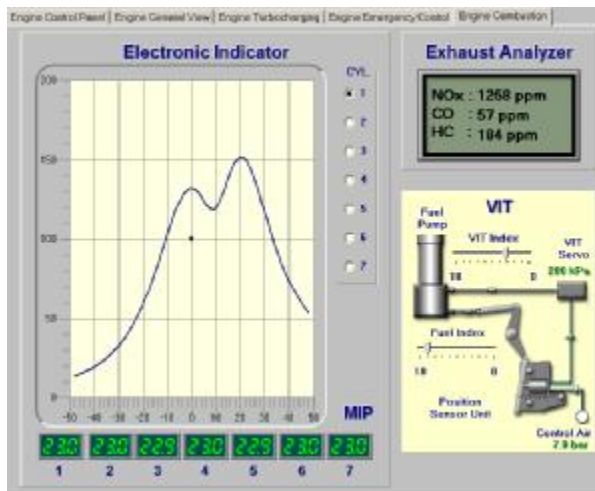 Engine Control Panel Engine General View Engine Turbocharging Engine Emergency Control Engine Combustion
Electronic Indicator
CYL.
1
2
3
4
5
6
7
200
150
100
50
0
-50 -40 -30 -20 -10 0 10 20 30 40 50
MIP
23.0 23.0 22.9 23.0 22.9 23.0 23.0
1 2 3 4 5 6 7
Exhaust Analyzer
NOx : 1268 ppm
CO : 57 ppm
HC : 184 ppm
VIT
Fuel
Pump
VIT Index
10 0
VIT
Servo
Fuel Index
10 0
Position
Sensor Unit
Control Air
7.9 bar